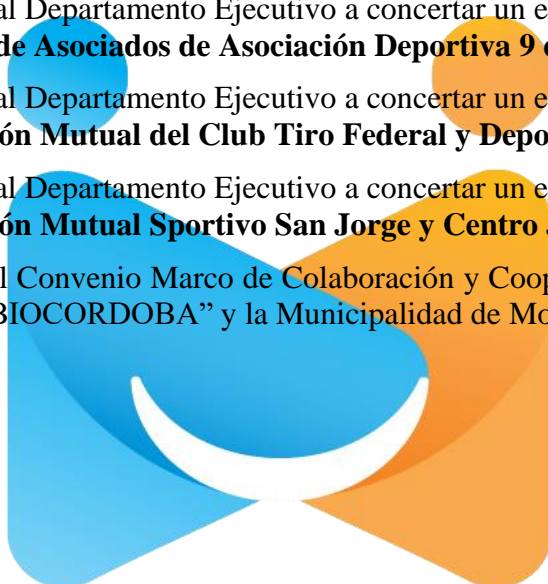 al Departamento Ejecutivo a concertar un e
de Asociados de Asociación Deportiva 9
al Departamento Ejecutivo a concertar un e
ón Mutual del Club Tiro Federal y Depo
al Departamento Ejecutivo a concertar un e
ón Mutual Sportivo San Jorge y Centro
l Convenio Marco de Colaboración y Coop
BIOCORDOBA” y la Municipalidad de Mo